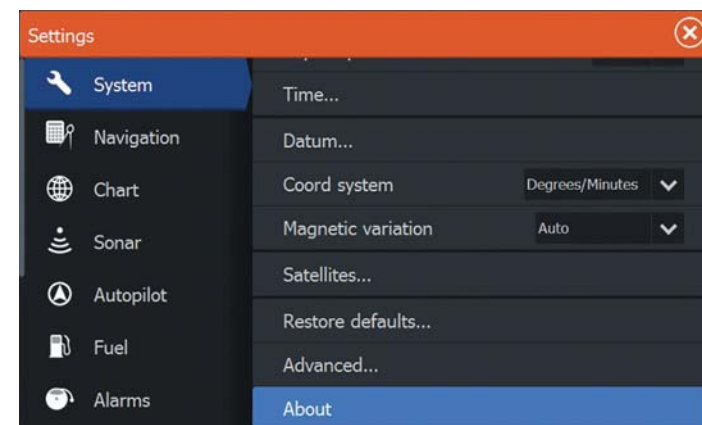 Settings
System
Navigation
Chart
Sonar
Autopilot
Fuel
Alarms
Time...
Datum...
Coord system Degrees/Minutes
Magnetic variation Auto
Satellites...
Restore defaults...
Advanced...
About